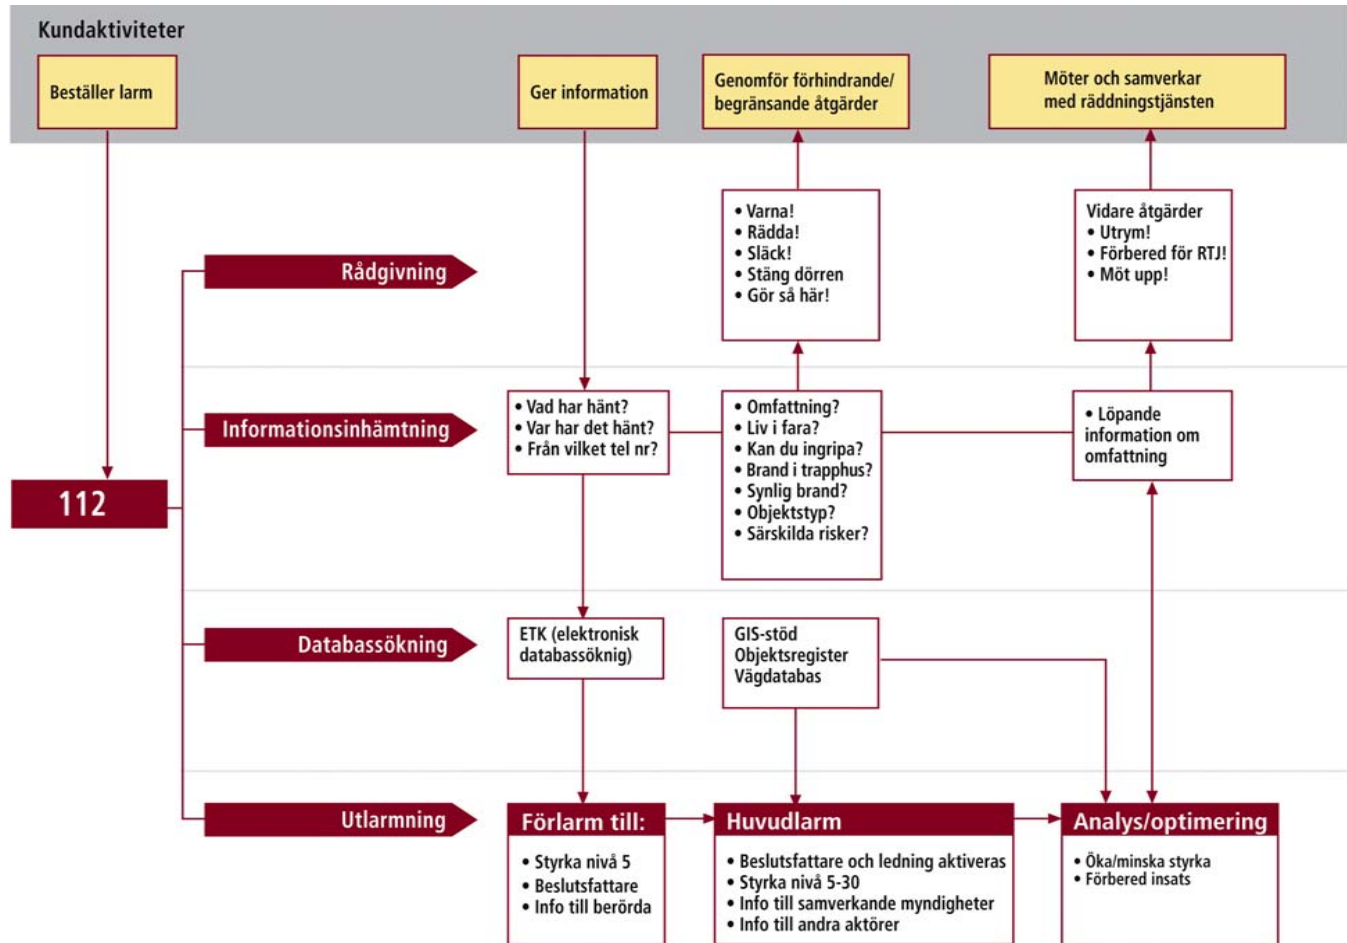 Kundaktiviteter
Beställer larm
Ger information
Genomför förhindrande/
begränsande åtgärder
Möter och samverkar
med räddningstjänsten
• Varna!
• Rädda!
• Släck!
• Stäng dörren
• Gör så här!
Vidare åtgärder
• Utrym!
• Förbered för RTJ!
• Möt upp!
Rådgivning
Informationsinhämtning
• Vad har hänt?
• Var har det hänt?
• Från vilket tel nr?
• Omfattning?
• Liv i fara?
• Kan du ingripa?
• Brand i trapphus?
• Synlig brand?
• Objektstyp?
• Särskilda risker?
• Löpande
information om
omfattning
112
Databassökning
ETK (elektronisk
databassöknig)
GIS-stöd
Objektsregister
Vägdatabas
Utlarmning
Förlarm till:
• Styrka nivå 5
• Beslutsfattare
• Info till berörda
Huvudlarm
• Beslutsfattare och ledning aktiveras
• Styrka nivå 5-30
• Info till samverkande myndigheter
• Info till andra aktörer
Analys/optimering
• Öka/minska styrka
• Förbered insats